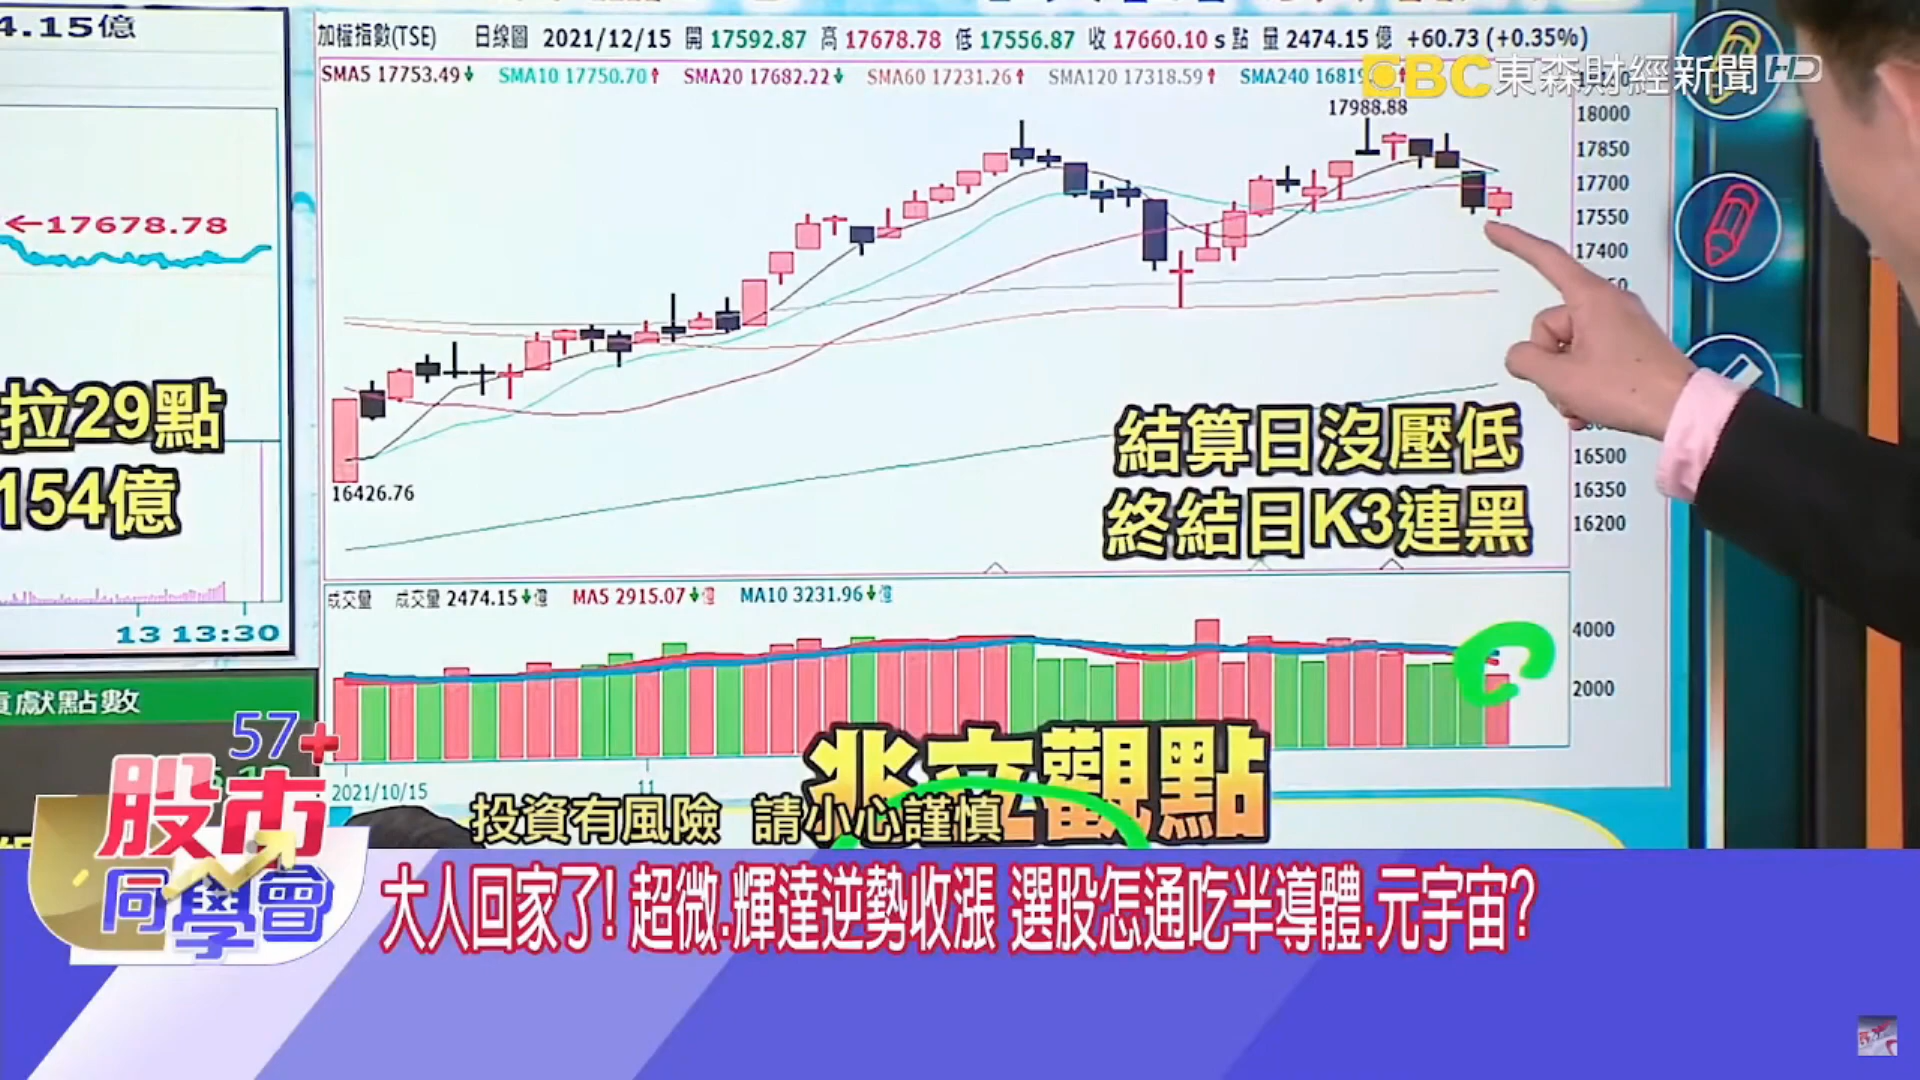 4.15億
加權指數(TSE) 日線圖 2021/12/15 開 17592.87 高 17678.78 低 17556.87 收 17660.10 s 點 量 2474.15 億 +60.73 (+0.35%)
SMA5 17753.49↓ SMA10 17750.70↑ SMA20 17682.22↓ SMA60 17231.26↑ SMA120 17318.59↑ SMA240 16819
EBC 東森財經新聞 HD
17988.88
18000
17850
17700
17550
17400
←17678.78
拉29點
154億
16426.76
結算日沒壓低
終結日K3連黑
16500
16350
16200
成交量 成交量 2474.15↓億 MA5 2915.07↓億 MA10 3231.96↓億
4000
2000
13 13:30
獻點數
2021/10/15
11
兆立觀點
投資有風險 請小心謹慎
57+
股市
同學會
大人回家了! 超微.輝達逆勢收漲 選股怎通吃半導體.元宇宙?